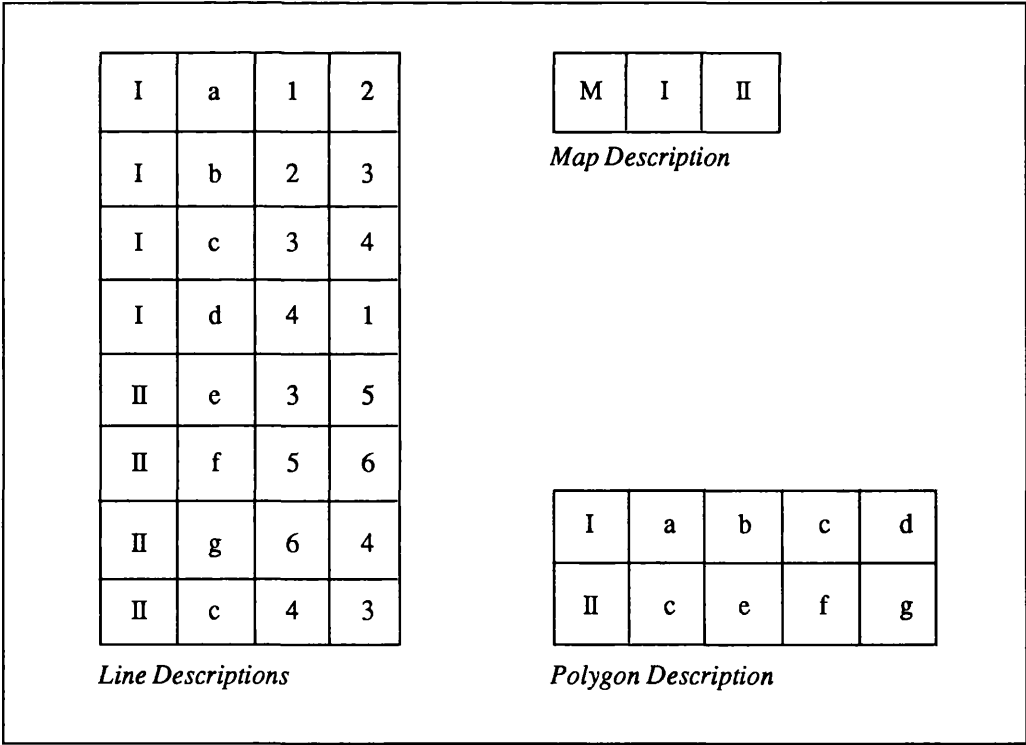 I a 1 2
I b 2 3
I c 3 4
I d 4 1
II e 3 5
II f 5 6
II g 6 4
II c 4 3
Line Descriptions
M I II
Map Description
I a b c d
II c e f g
Polygon Description